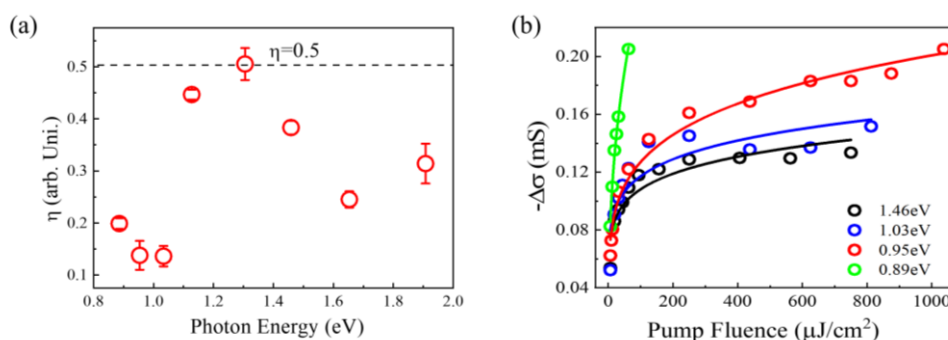 (a)
η=0.5
η (arb. Uni.)
0.5
0.4
0.3
0.2
0.1
0.8
1.0
1.2
1.4
1.6
1.8
2.0
Photon Energy (eV)
(b)
-Δσ (mS)
0.20
0.16
0.12
0.08
0.04
1.46eV
1.03eV
0.95eV
0.89eV
0
200
400
600
800
1000
Pump Fluence (μJ/cm²)